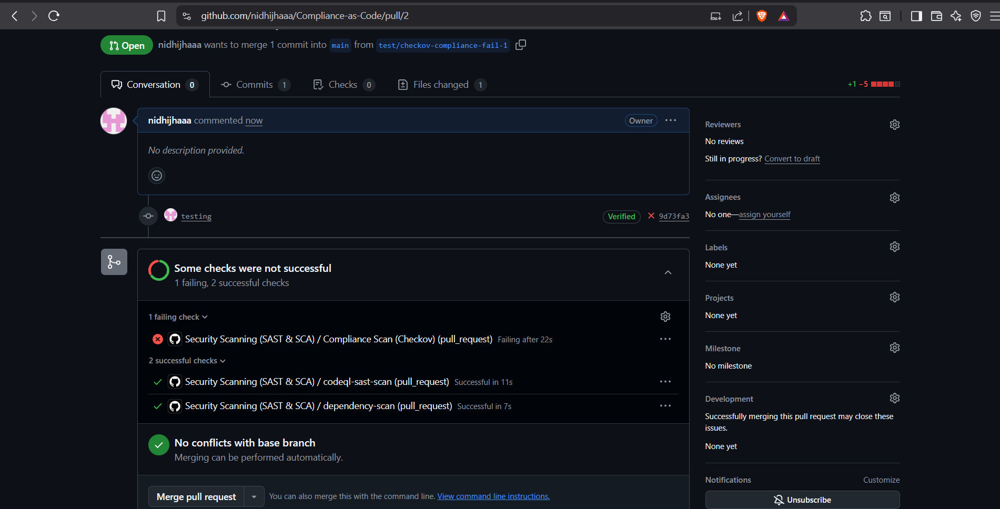 github.com/nidhijhaaa/Compliance-as-Code/pull/2
Open
nidhijhaaa wants to merge 1 commit into main from test/checkov-compliance-fail-1
Conversation 0
Commits 1
Checks 0
Files changed 1
+1 −5
nidhijhaaa commented now
Owner
No description provided.
testing
Verified
9d73fa3
Some checks were not successful
1 failing, 2 successful checks
1 failing check
Security Scanning (SAST & SCA) / Compliance Scan (Checkov) (pull_request) Failing after 22s
2 successful checks
Security Scanning (SAST & SCA) / codeql-sast-scan (pull_request) Successful in 11s
Security Scanning (SAST & SCA) / dependency-scan (pull_request) Successful in 7s
No conflicts with base branch
Merging can be performed automatically.
Merge pull request
You can also merge this with the command line. View command line instructions.
Reviewers
No reviews
Still in progress? Convert to draft
Assignees
No one—assign yourself
Labels
None yet
Projects
None yet
Milestone
No milestone
Development
Successfully merging this pull request may close these
issues.
None yet
Notifications
Customize
Unsubscribe